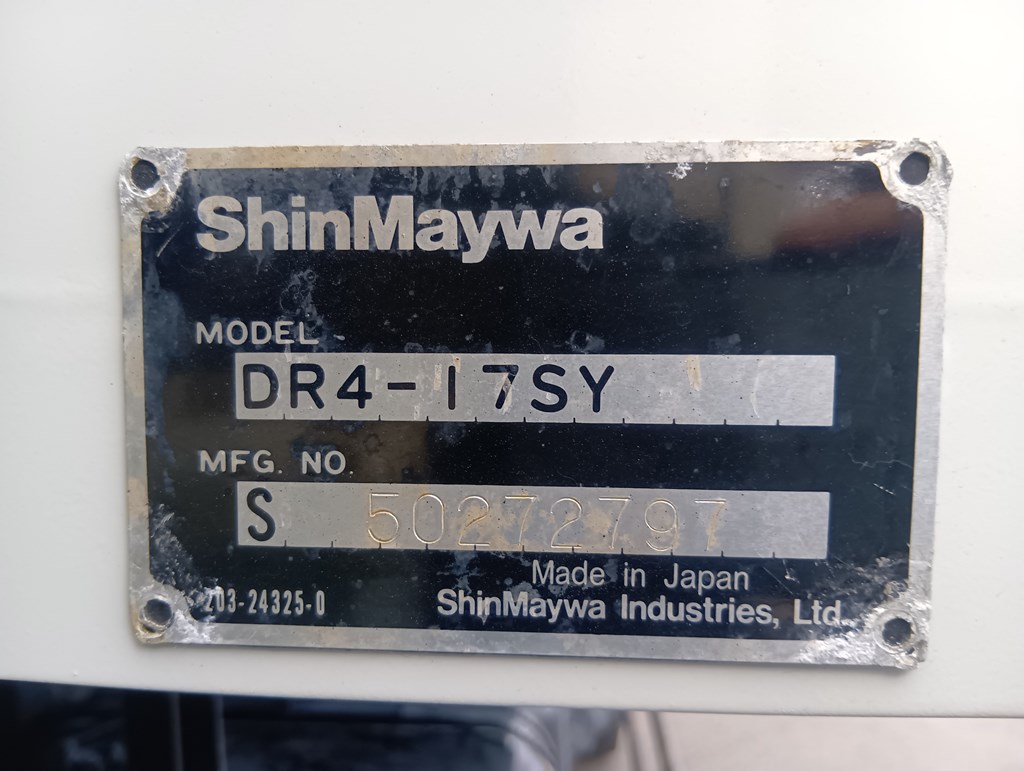 ShinMaywa
MODEL
DR4-17SY
MFG. NO.
S 50272797
Made in Japan
203-24325-0
ShinMaywa Industries, Ltd.